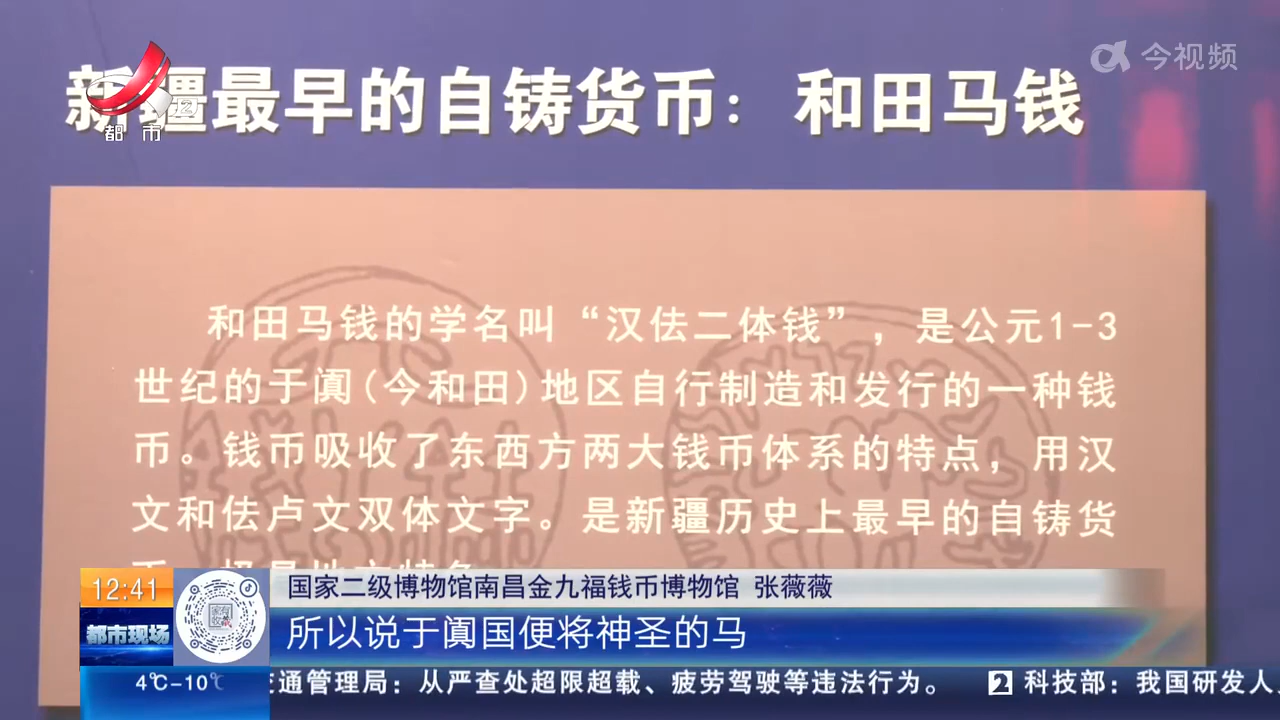 今视频
新疆最早的自铸货币：和田马钱
都市
和田马钱的学名叫“汉佉二体钱”，是公元1-3
世纪的于阗(今和田)地区自行制造和发行的一种钱
币。钱币吸收了东西方两大钱币体系的特点，用汉
文和佉卢文双体文字。是新疆历史上最早的自铸货
12:41
国家二级博物馆南昌金九福钱币博物馆 张薇薇
都市现场
所以说于阗国便将神圣的马
4℃-10℃
交通管理局：从严查处超限超载、疲劳驾驶等违法行为。 2 科技部：我国研发人